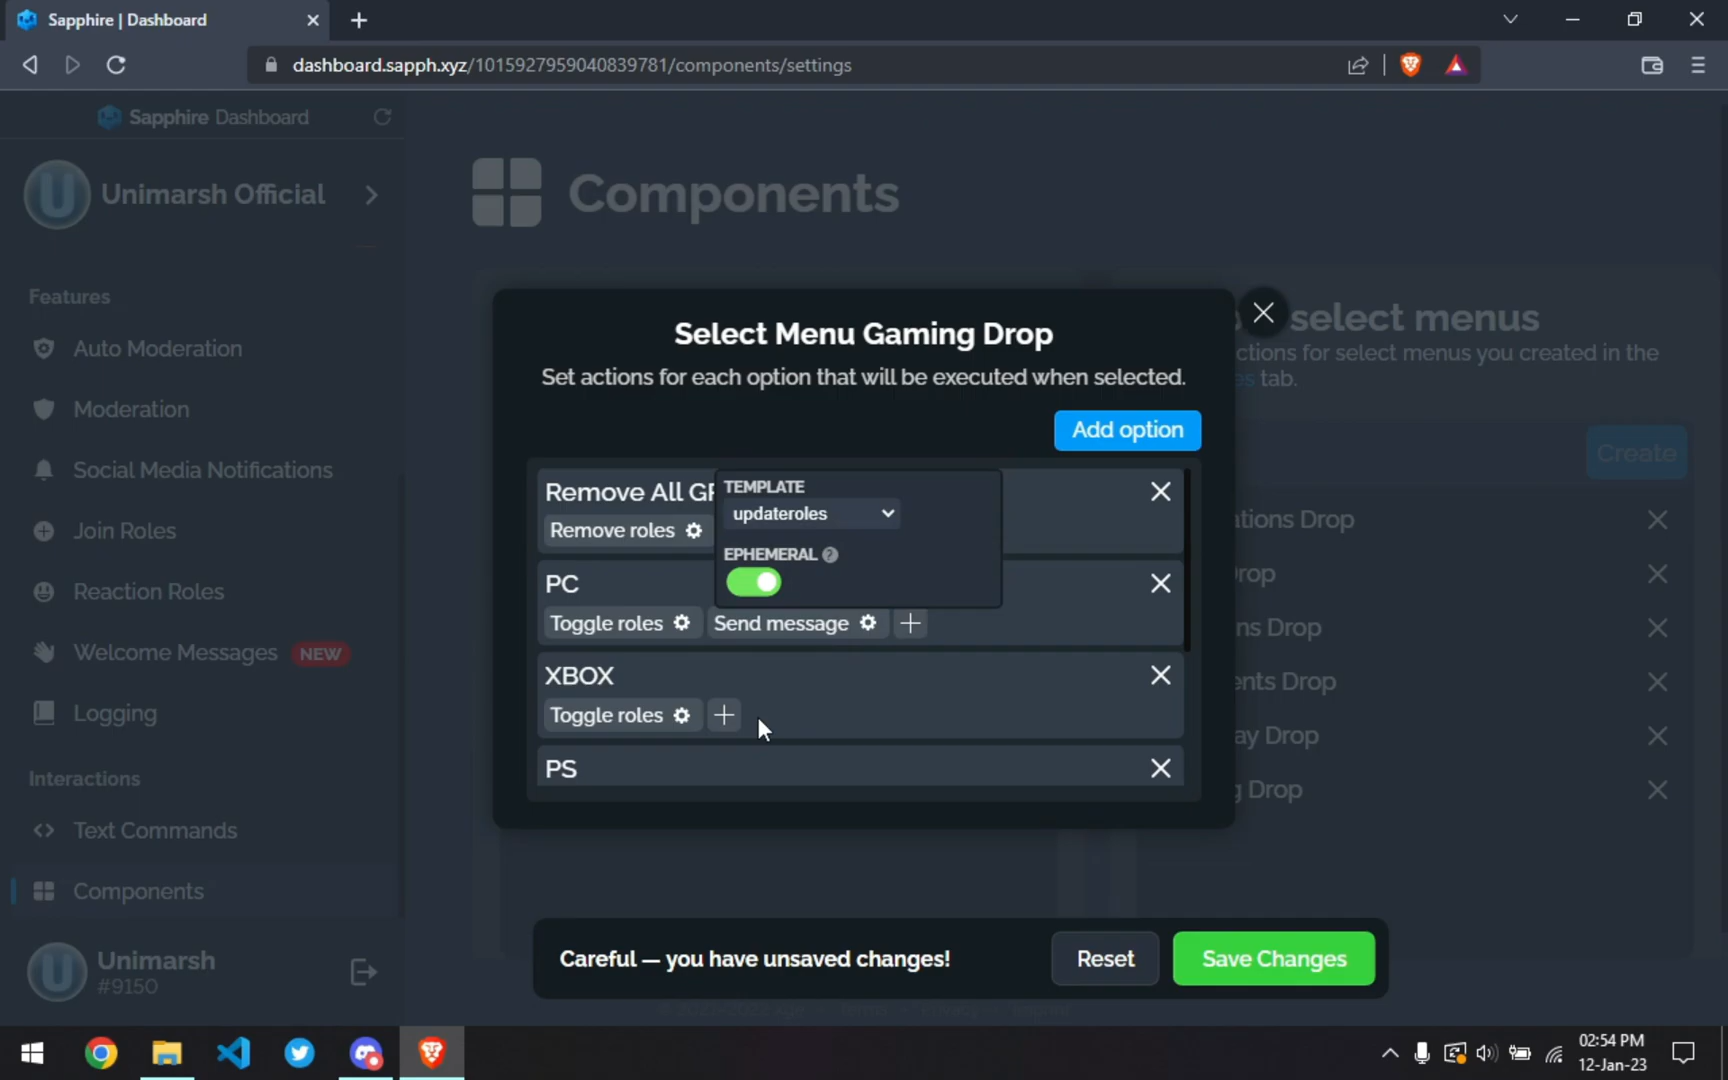 Sapphire | Dashboard
dashboard.sapph.xyz/1015927959040839781/components/settings
Sapphire Dashboard
U Unimarsh Official
Features
Auto Moderation
Moderation
Social Media Notifications
Join Roles
Reaction Roles
Welcome Messages NEW
Logging
Interactions
Text Commands
Components
U Unimarsh
#9150
Components
select menus
ctions for select menus you created in the
es tab.
Create
ations Drop
rop
ns Drop
ents Drop
ay Drop
g Drop
Select Menu Gaming Drop
Set actions for each option that will be executed when selected.
Add option
Remove All
Remove roles
TEMPLATE
updateroles
EPHEMERAL ?
PC
Toggle roles Send message
XBOX
Toggle roles
PS
Careful — you have unsaved changes!
Reset
Save Changes
Terms Privacy
02:54 PM
12-Jan-23